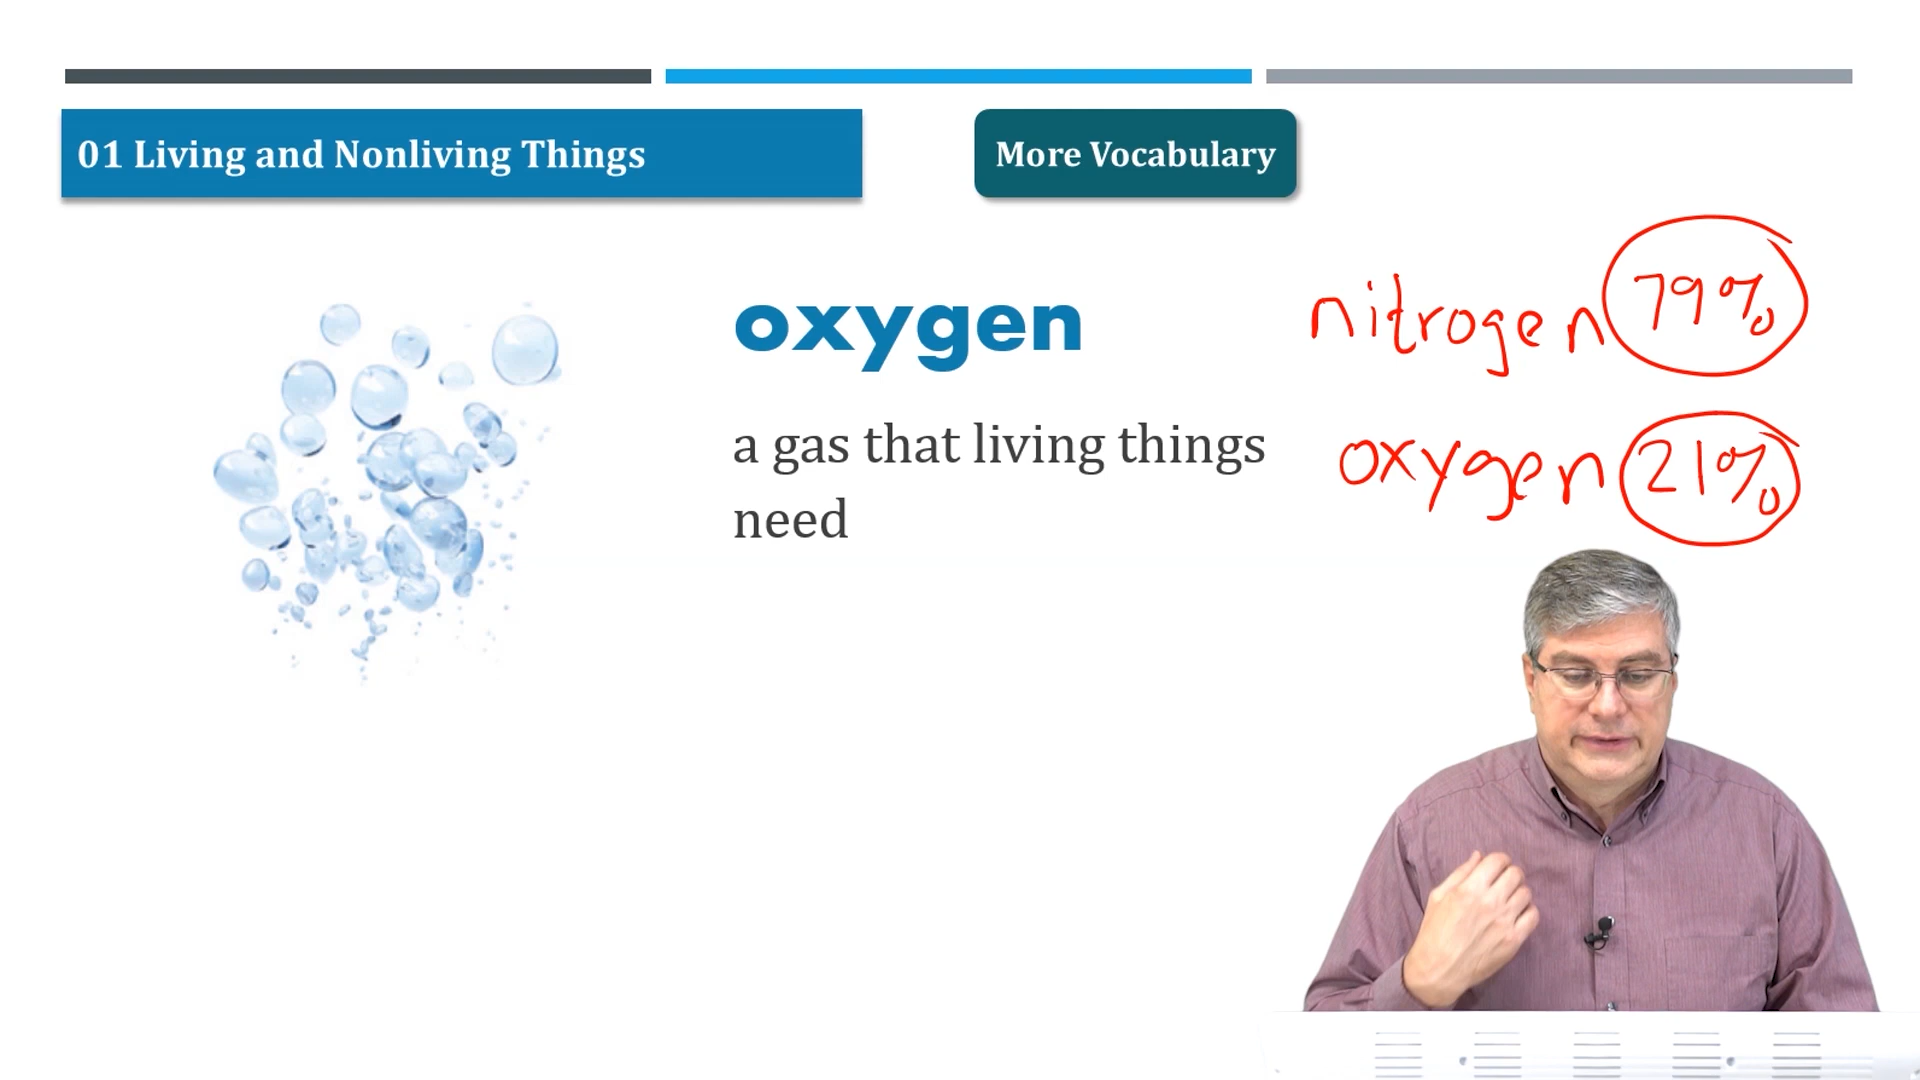 01 Living and Nonliving Things
More Vocabulary
oxygen
a gas that living things
need
nitrogen 79%
oxygen 21%